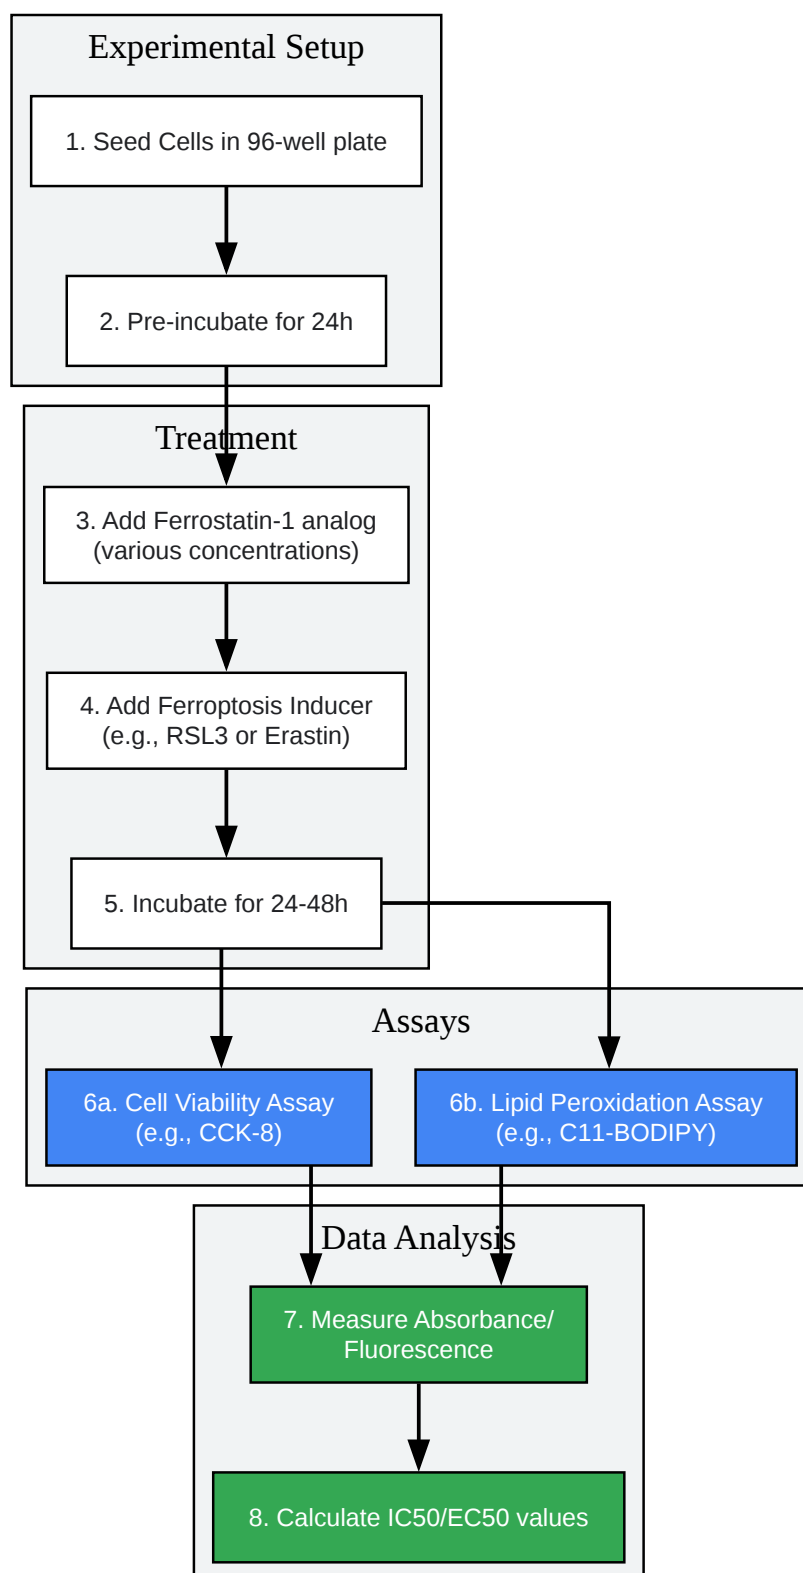 Experimental Setup
1. Seed Cells in 96-well plate
2. Pre-incubate for 24h
Treatment
3. Add Ferrostatin-1 analog
(various concentrations)
4. Add Ferroptosis Inducer
(e.g., RSL3 or Erastin)
5. Incubate for 24-48h
Assays
6a. Cell Viability Assay
(e.g., CCK-8)
6b. Lipid Peroxidation Assay
(e.g., C11-BODIPY)
Data Analysis
7. Measure Absorbance/
Fluorescence
8. Calculate IC50/EC50 values